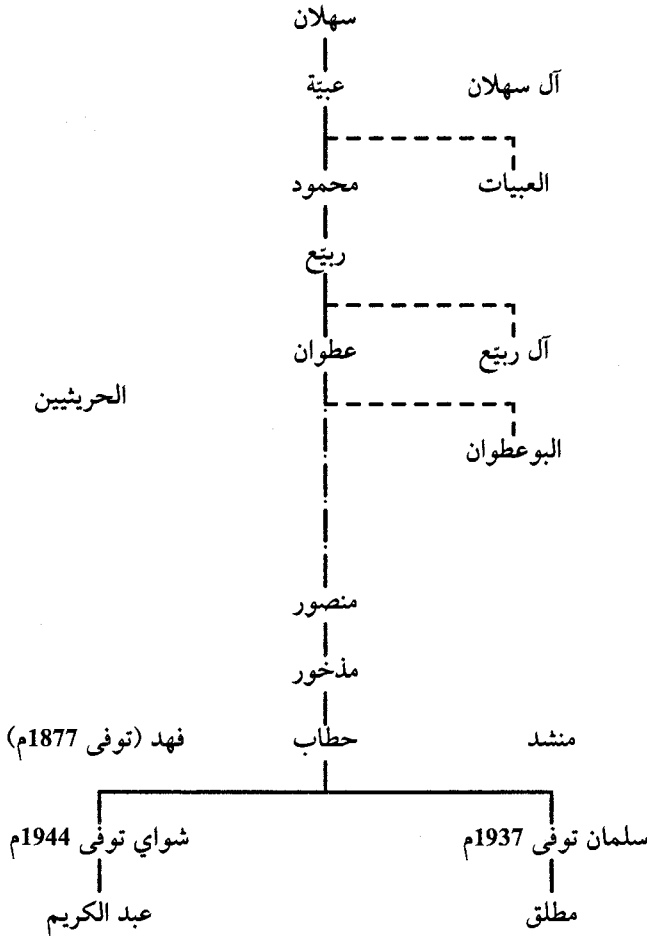 سهلان
آل سهلان
عبيّة
العبيات
محمود
ربيّع
آل ربيّع
عطوان
الحريثيين
البوعطوان
منصور
مذخور
منشد
حطاب
فهد (توفى 1877م)
سلمان توفى 1937م
شواي توفى 1944م
مطلق
عبد الكريم